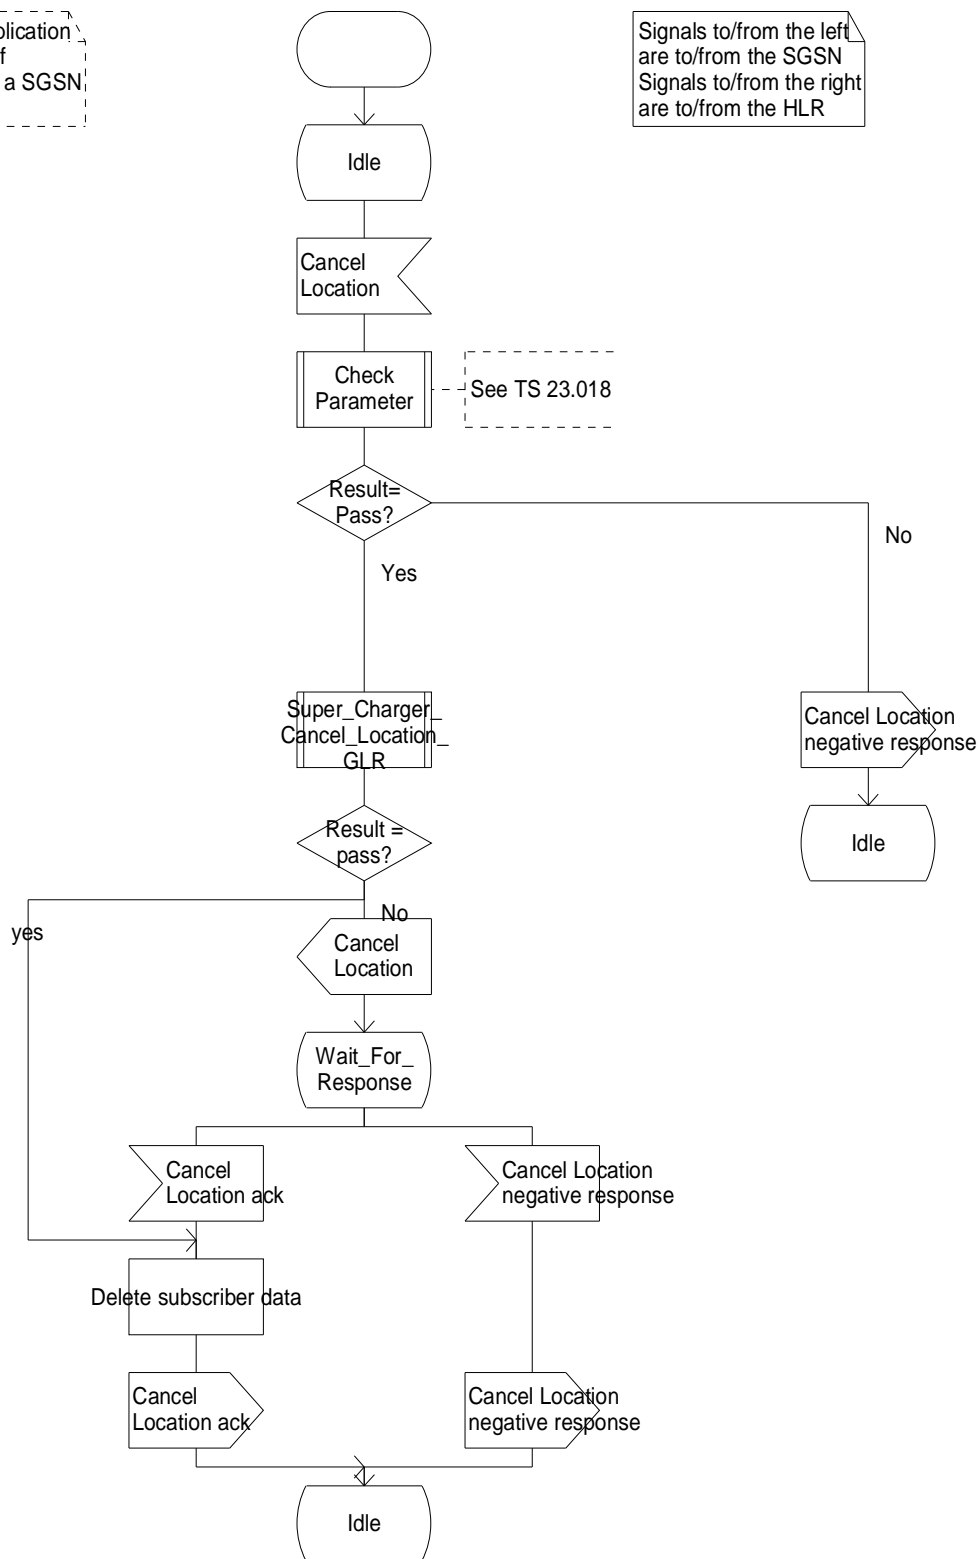 f
a SGSN
Signals to/from the left
are to/from the SGSN
Signals to/from the right
are to/from the HLR
Idle
Cancel
Location
Check
Parameter
See TS 23.018
Result=
Pass?
No
Yes
Super_Charger_
Cancel_Location_
GLR
Cancel Location
negative response
Result =
pass?
Idle
No
yes
Cancel
Location
Wait_For_
Response
Cancel
Location ack
Cancel Location
negative response
Delete subscriber data
Cancel
Location ack
Cancel Location
negative response
Idle